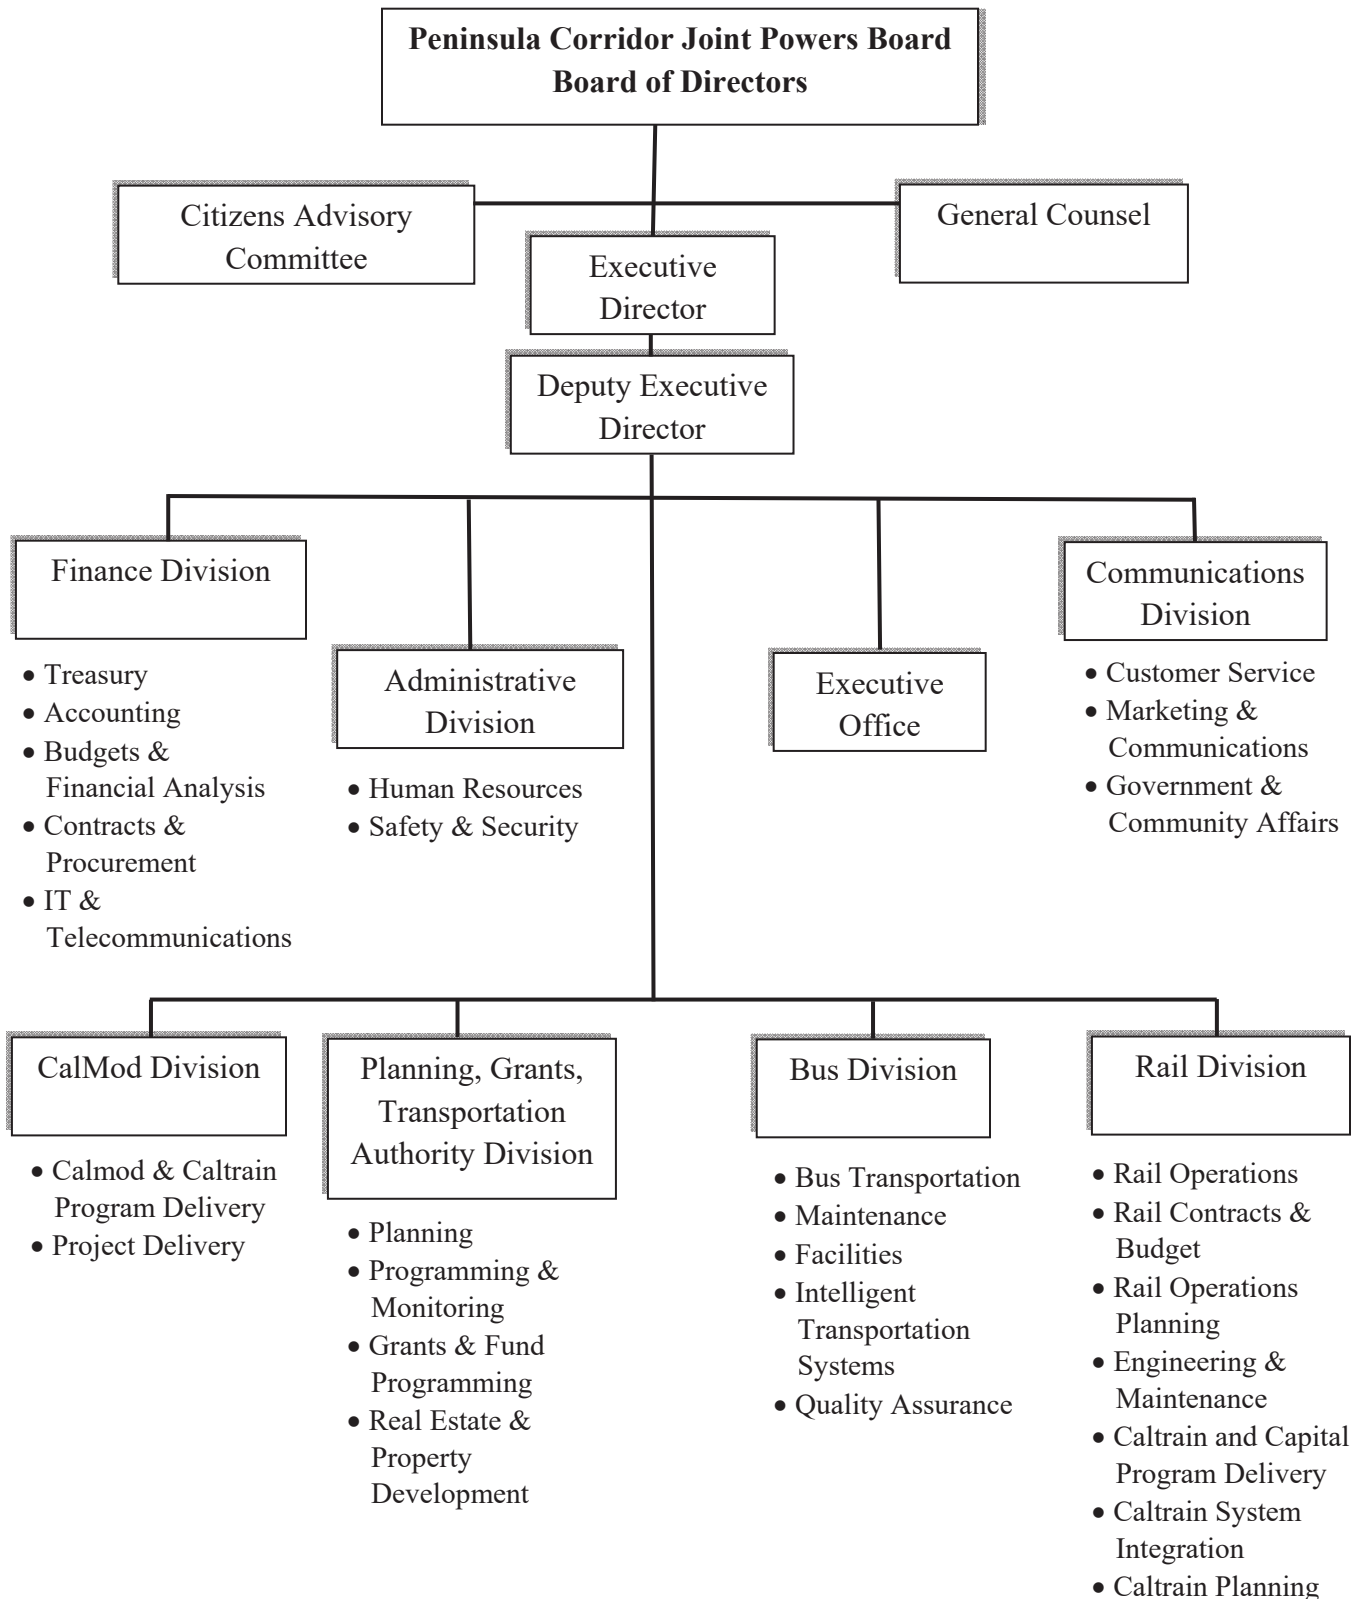 Peninsula Corridor Joint Powers Board
Board of Directors
Citizens Advisory
Committee
General Counsel
Executive
Director
Deputy Executive
Director
Finance Division
• Treasury
• Accounting
• Budgets &
Financial Analysis
• Contracts &
Procurement
• IT &
Telecommunications
Administrative
Division
• Human Resources
• Safety & Security
Executive
Office
Communications
Division
• Customer Service
• Marketing &
Communications
• Government &
Community Affairs
CalMod Division
• Calmod & Caltrain
Program Delivery
• Project Delivery
Planning, Grants,
Transportation
Authority Division
• Planning
• Programming &
Monitoring
• Grants & Fund
Programming
• Real Estate &
Property
Development
Bus Division
• Bus Transportation
• Maintenance
• Facilities
• Intelligent
Transportation
Systems
• Quality Assurance
Rail Division
• Rail Operations
• Rail Contracts &
Budget
• Rail Operations
Planning
• Engineering &
Maintenance
• Caltrain and Capital
Program Delivery
• Caltrain System
Integration
• Caltrain Planning